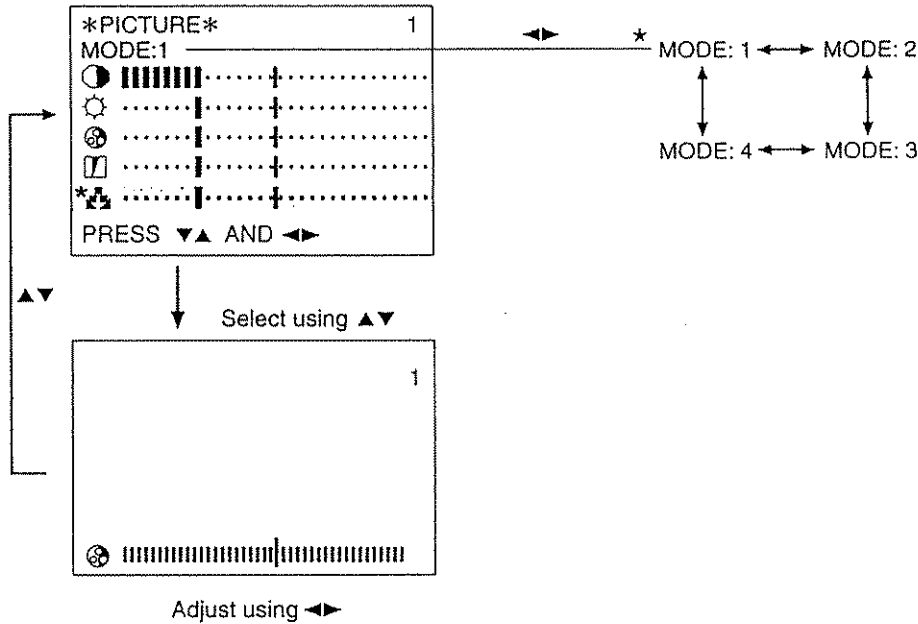 *PICTURE* 1
MODE:1
*
PRESS ▼▲ AND ◄►
◄►
* MODE: 1 MODE: 2
MODE: 4 MODE: 3
▲▼
Select using ▲▼
1
Adjust using ◄►